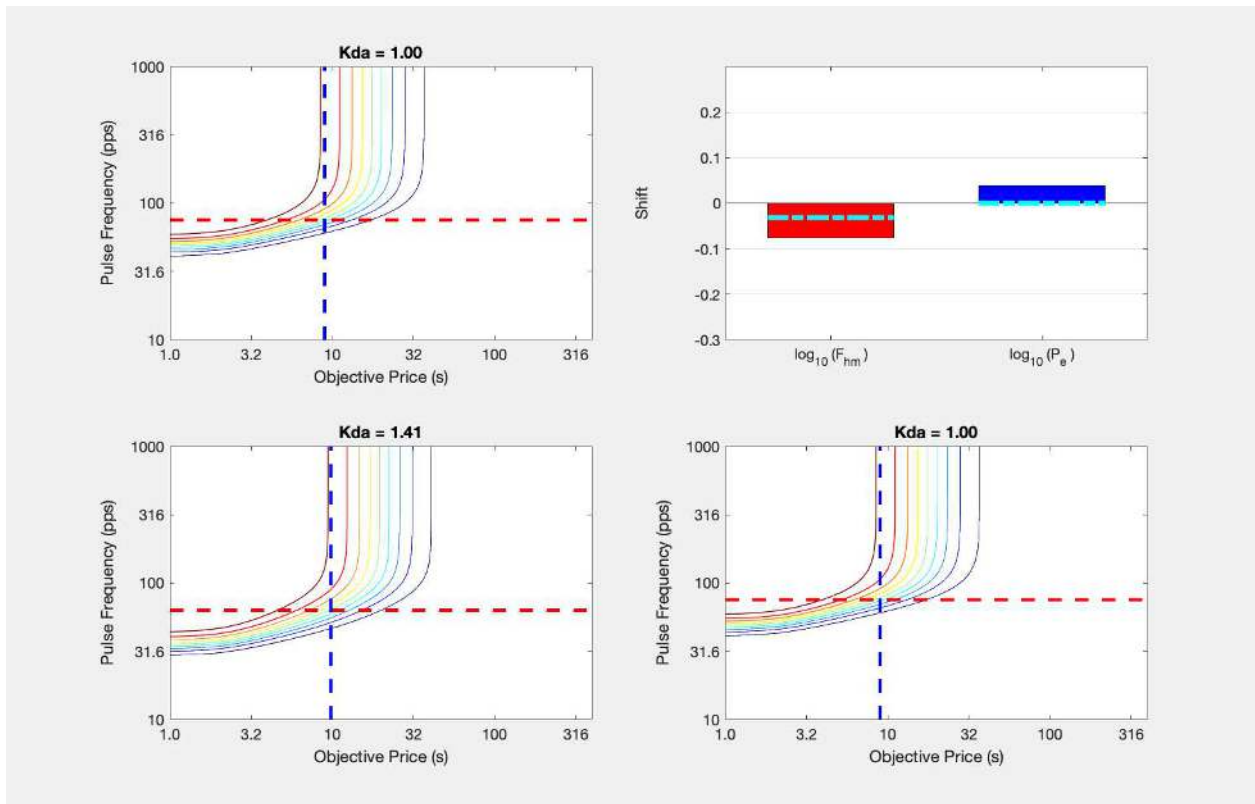 Kda = 1.00
1000
316
100
31.6
10
Pulse Frequency (pps)
1.0 3.2 10 32 100 316
Objective Price (s)
0.2
0.1
0
-0.1
-0.2
-0.3
Shift
log10(Fhm) log10(Pe)
Kda = 1.41
1000
316
100
31.6
10
Pulse Frequency (pps)
1.0 3.2 10 32 100 316
Objective Price (s)
Kda = 1.00
1000
316
100
31.6
10
Pulse Frequency (pps)
1.0 3.2 10 32 100 316
Objective Price (s)